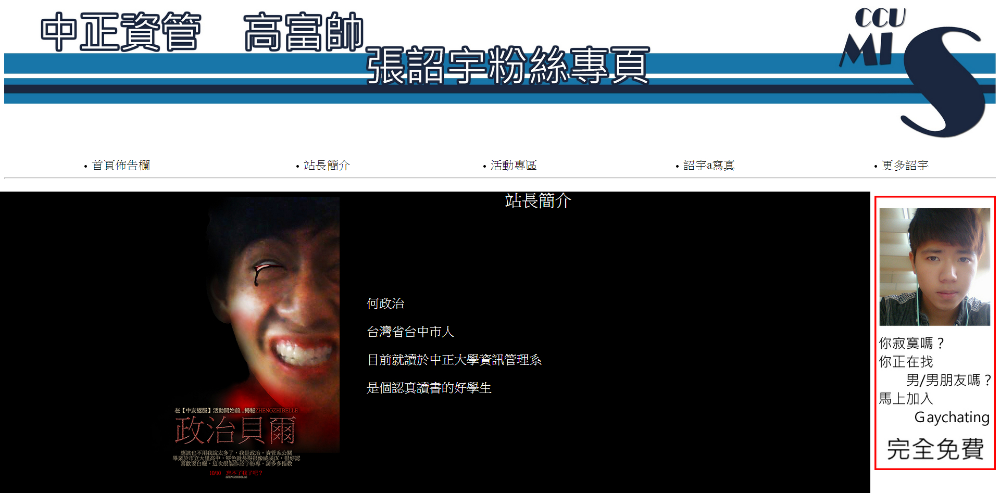 中正資管　高富帥
張詔宇粉絲專頁
CCU
MIS
• 首頁佈告欄
• 站長簡介
• 活動專區
• 詔宇a寫真
• 更多詔宇
站長簡介
何政治
台灣省台中市人
目前就讀於中正大學資訊管理系
是個認真讀書的好學生
在【中友返服】活動開始前...揭秘ZHENGZHIBELLE
政治貝爾
應該也不用我說太多了，我是政治，資管系公關
畢業於市立大里高中，特色就長得很像威成(X，很好認
喜歡耍白癡，這次很製作詔宇粉專，請多多指教
10/10 忘不了我了吧？
ZHENGZHIBELLE
你寂寞嗎？
你正在找
男/男朋友嗎？
馬上加入
Gaychating
完全免費